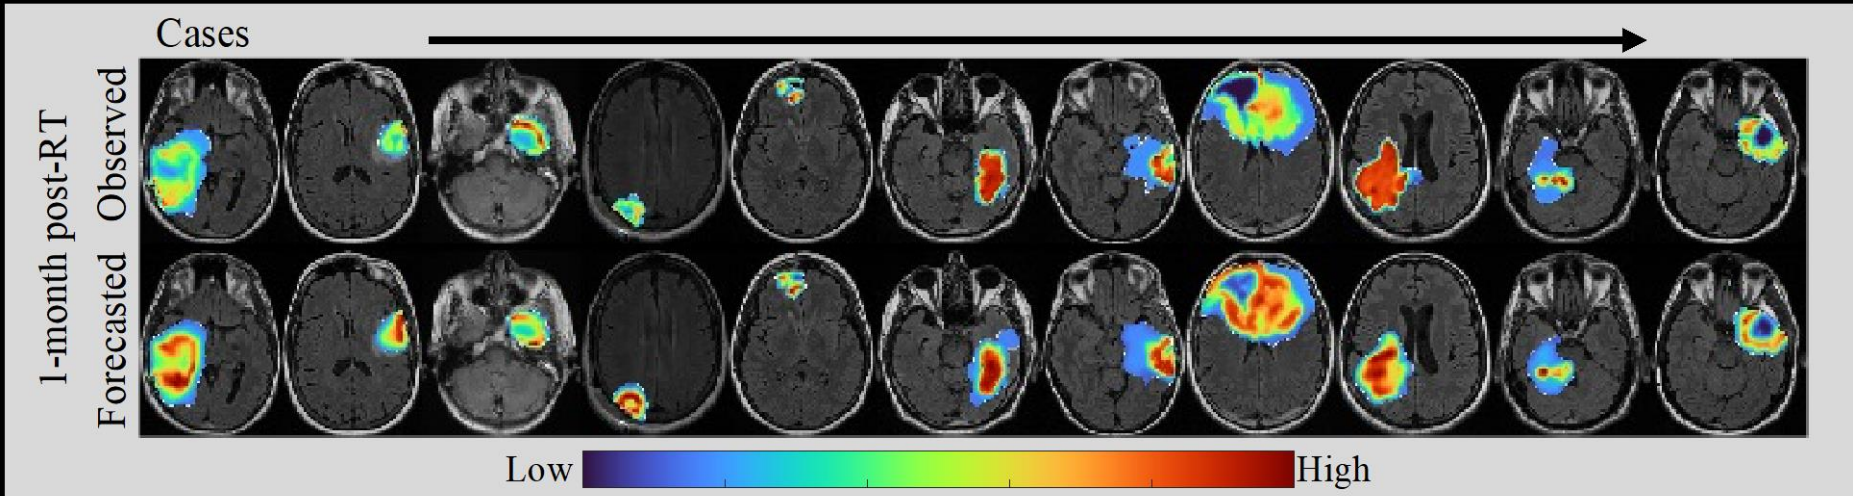 Cases
1-month post-RT
Observed
Forecasted
Low
High